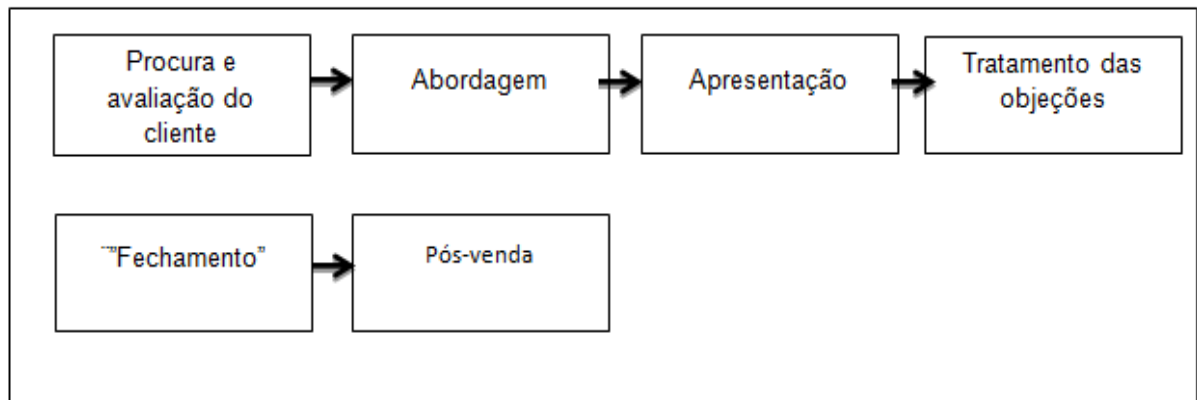 Procura e
avaliação do
cliente
Abordagem
Apresentação
Tratamento das
objeções
¨”Fechamento”
Pós-venda